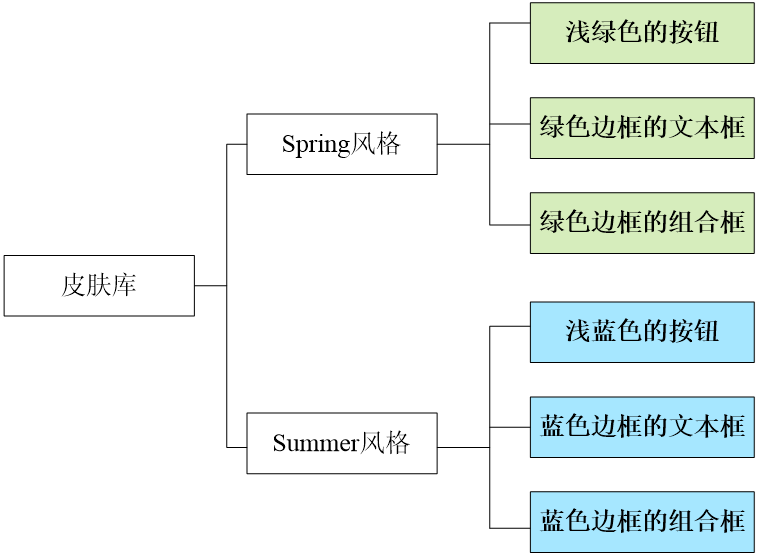 浅绿色的按钮
Spring风格
绿色边框的文本框
绿色边框的组合框
皮肤库
浅蓝色的按钮
Summer风格
蓝色边框的文本框
蓝色边框的组合框